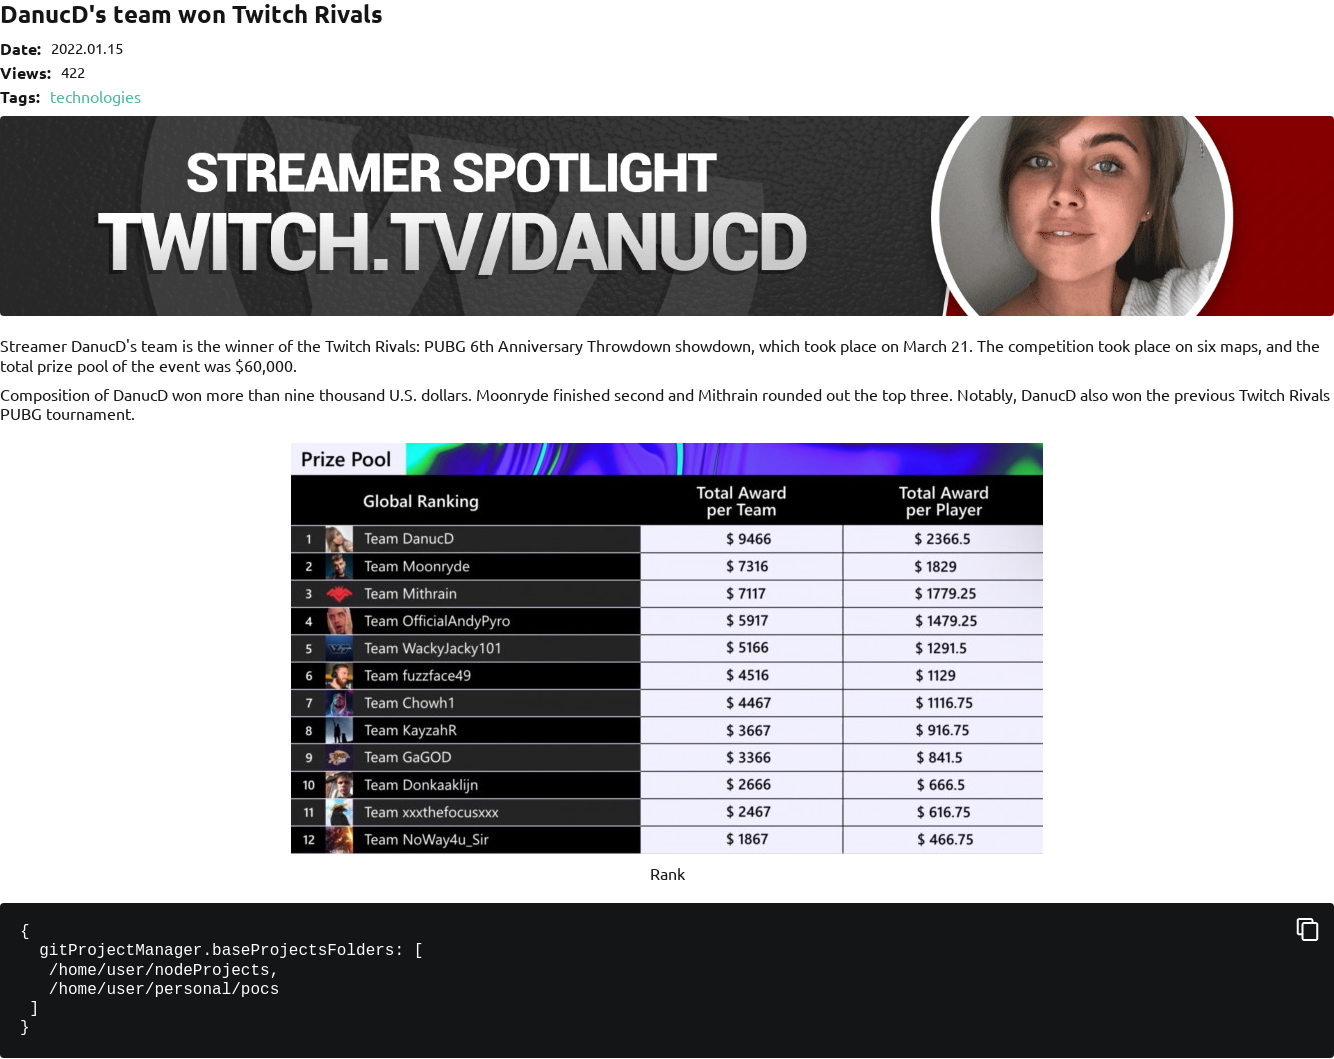 DanucD's team won Twitch Rivals
Date: 2022.01.15
Views: 422
Tags: technologies
STREAMER SPOTLIGHT
TWITCH.TV/DANUCD
Streamer DanucD's team is the winner of the Twitch Rivals: PUBG 6th Anniversary Throwdown showdown, which took place on March 21. The competition took place on six maps, and the
total prize pool of the event was $60,000.
Composition of DanucD won more than nine thousand U.S. dollars. Moonryde finished second and Mithrain rounded out the top three. Notably, DanucD also won the previous Twitch Rivals
PUBG tournament.
Prize Pool
Global Ranking Total Award per Team Total Award per Player
1 Team DanucD $ 9466 $ 2366.5
2 Team Moonryde $ 7316 $ 1829
3 Team Mithrain $ 7117 $ 1779.25
4 Team OfficialAndyPyro $ 5917 $ 1479.25
5 Team WackyJacky101 $ 5166 $ 1291.5
6 Team fuzzface49 $ 4516 $ 1129
7 Team Chowh1 $ 4467 $ 1116.75
8 Team KayzahR $ 3667 $ 916.75
9 Team GaGOD $ 3366 $ 841.5
10 Team Donkaaklijn $ 2666 $ 666.5
11 Team xxxthefocusxxx $ 2467 $ 616.75
12 Team NoWay4u_Sir $ 1867 $ 466.75
Rank
{
  gitProjectManager.baseProjectsFolders: [
   /home/user/nodeProjects,
   /home/user/personal/pocs
 ]
}